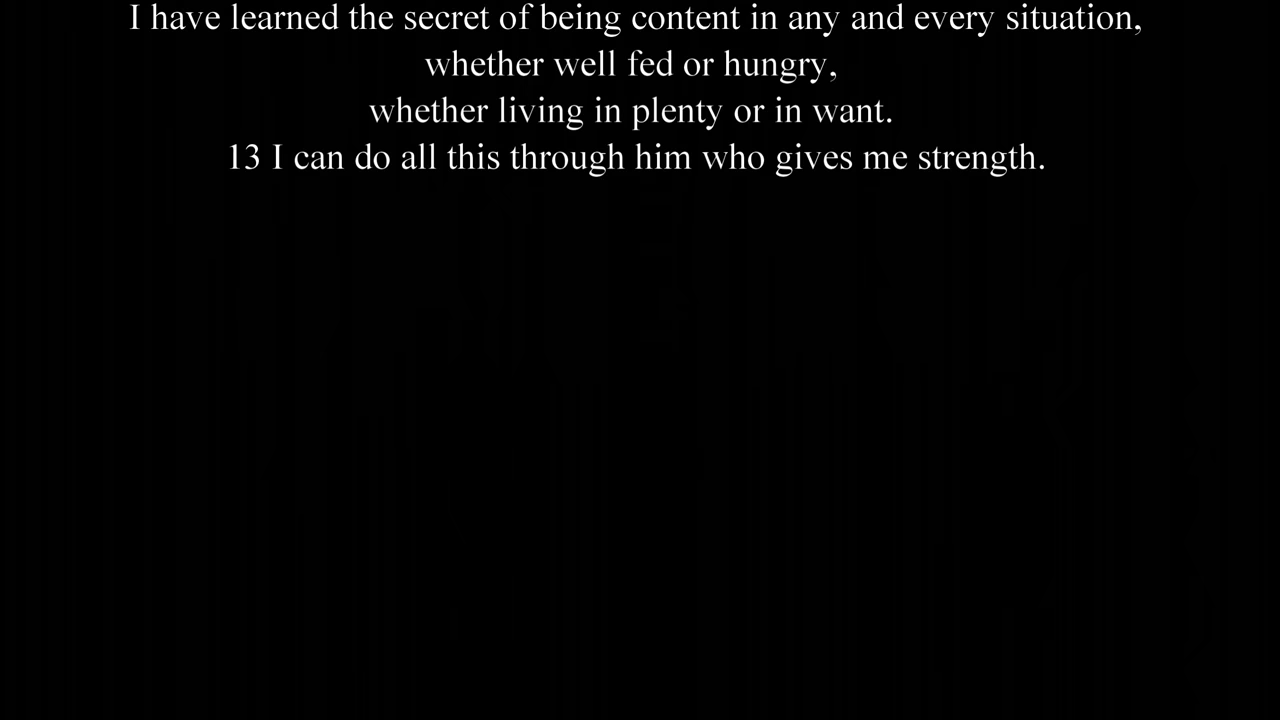 I have learned the secret of being content in any and every situation,
whether well fed or hungry,
whether living in plenty or in want.
13 I can do all this through him who gives me strength.